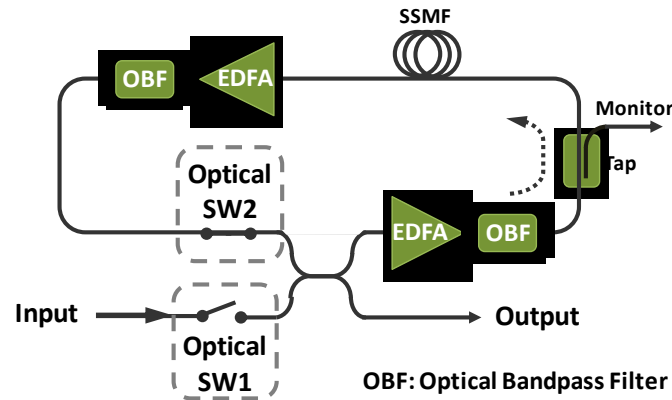 SSMF
OBF
EDFA
Monitor
Tap
Optical
SW2
EDFA
OBF
Input
Output
Optical
SW1
OBF: Optical Bandpass Filter